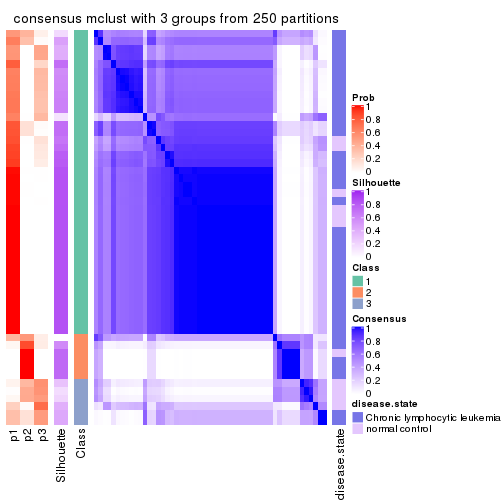 consensus mclust with 3 groups from 250 partitions
Prob
1
0.8
0.6
0.4
0.2
0
Silhouette
1
0.8
0.6
0.4
0.2
0
Class
1
2
3
Consensus
1
0.8
0.6
0.4
0.2
0
disease.state
Chronic lymphocytic leukemia
normal control
p1
p2
p3
Silhouette
Class
disease.state